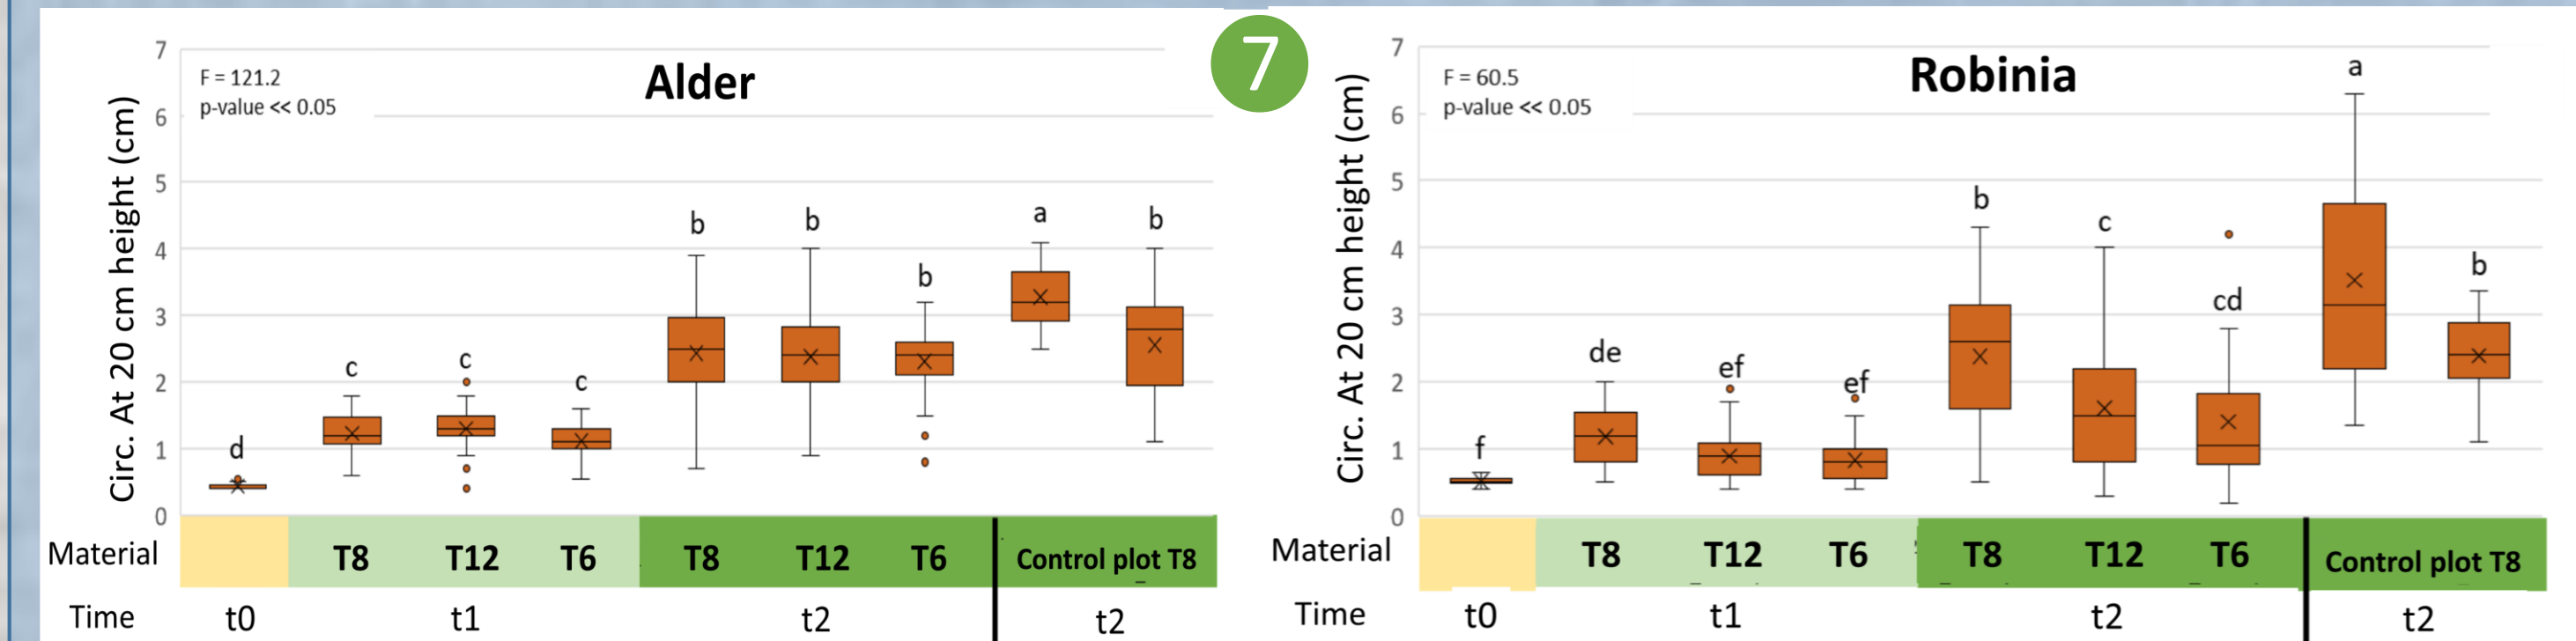 7
Alder
F = 121.2
p-value << 0.05
Circ. At 20 cm height (cm)
7
6
5
4
3
2
1
0
d
c
c
c
b
b
b
a
b
Material
T8
T12
T6
T8
T12
T6
Control plot T8
Time
t0
t1
t2
t2
Robinia
F = 60.5
p-value << 0.05
Circ. At 20 cm height (cm)
7
6
5
4
3
2
1
0
f
de
ef
ef
b
c
cd
a
b
Material
T8
T12
T6
T8
T12
T6
Control plot T8
Time
t0
t1
t2
t2